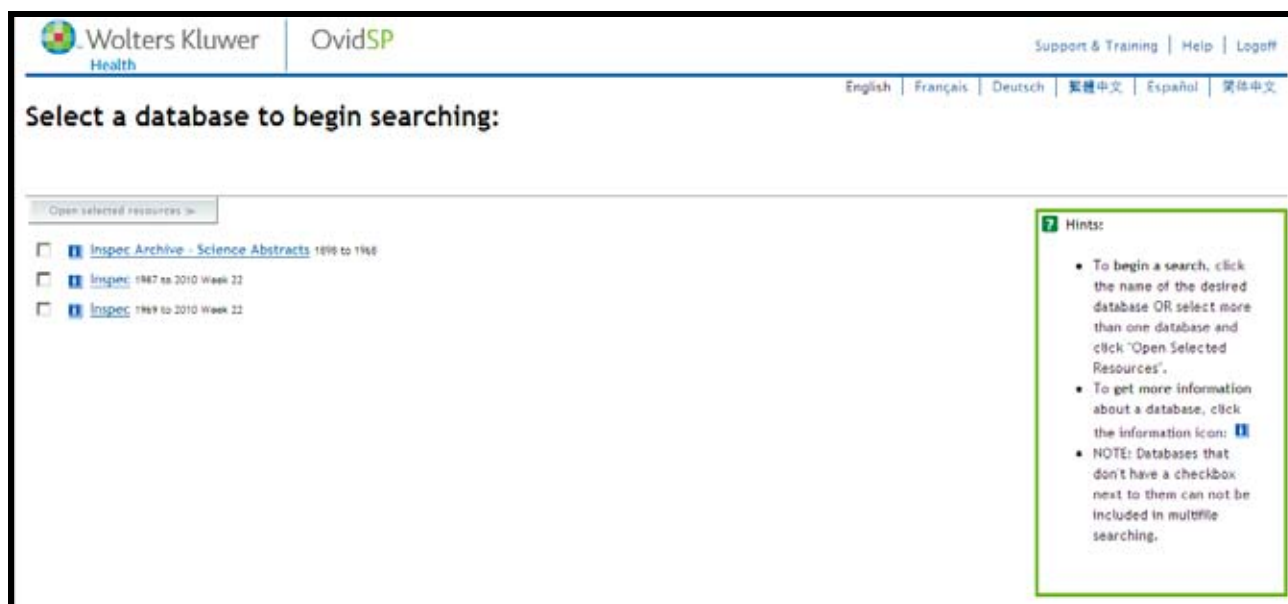 Wolters Kluwer
Health
OvidSP
Support & Training | Help | Logoff
English | Français | Deutsch | 繁體中文 | Español | 简体中文
Select a database to begin searching:
Open selected resources >>
Inspec Archive - Science Abstracts 1898 to 1968
Inspec 1987 to 2010 Week 22
Inspec 1969 to 2010 Week 22
? Hints:
• To begin a search, click
the name of the desired
database OR select more
than one database and
click "Open Selected
Resources".
• To get more information
about a database, click
the information icon:
• NOTE: Databases that
don't have a checkbox
next to them can not be
included in multifile
searching.